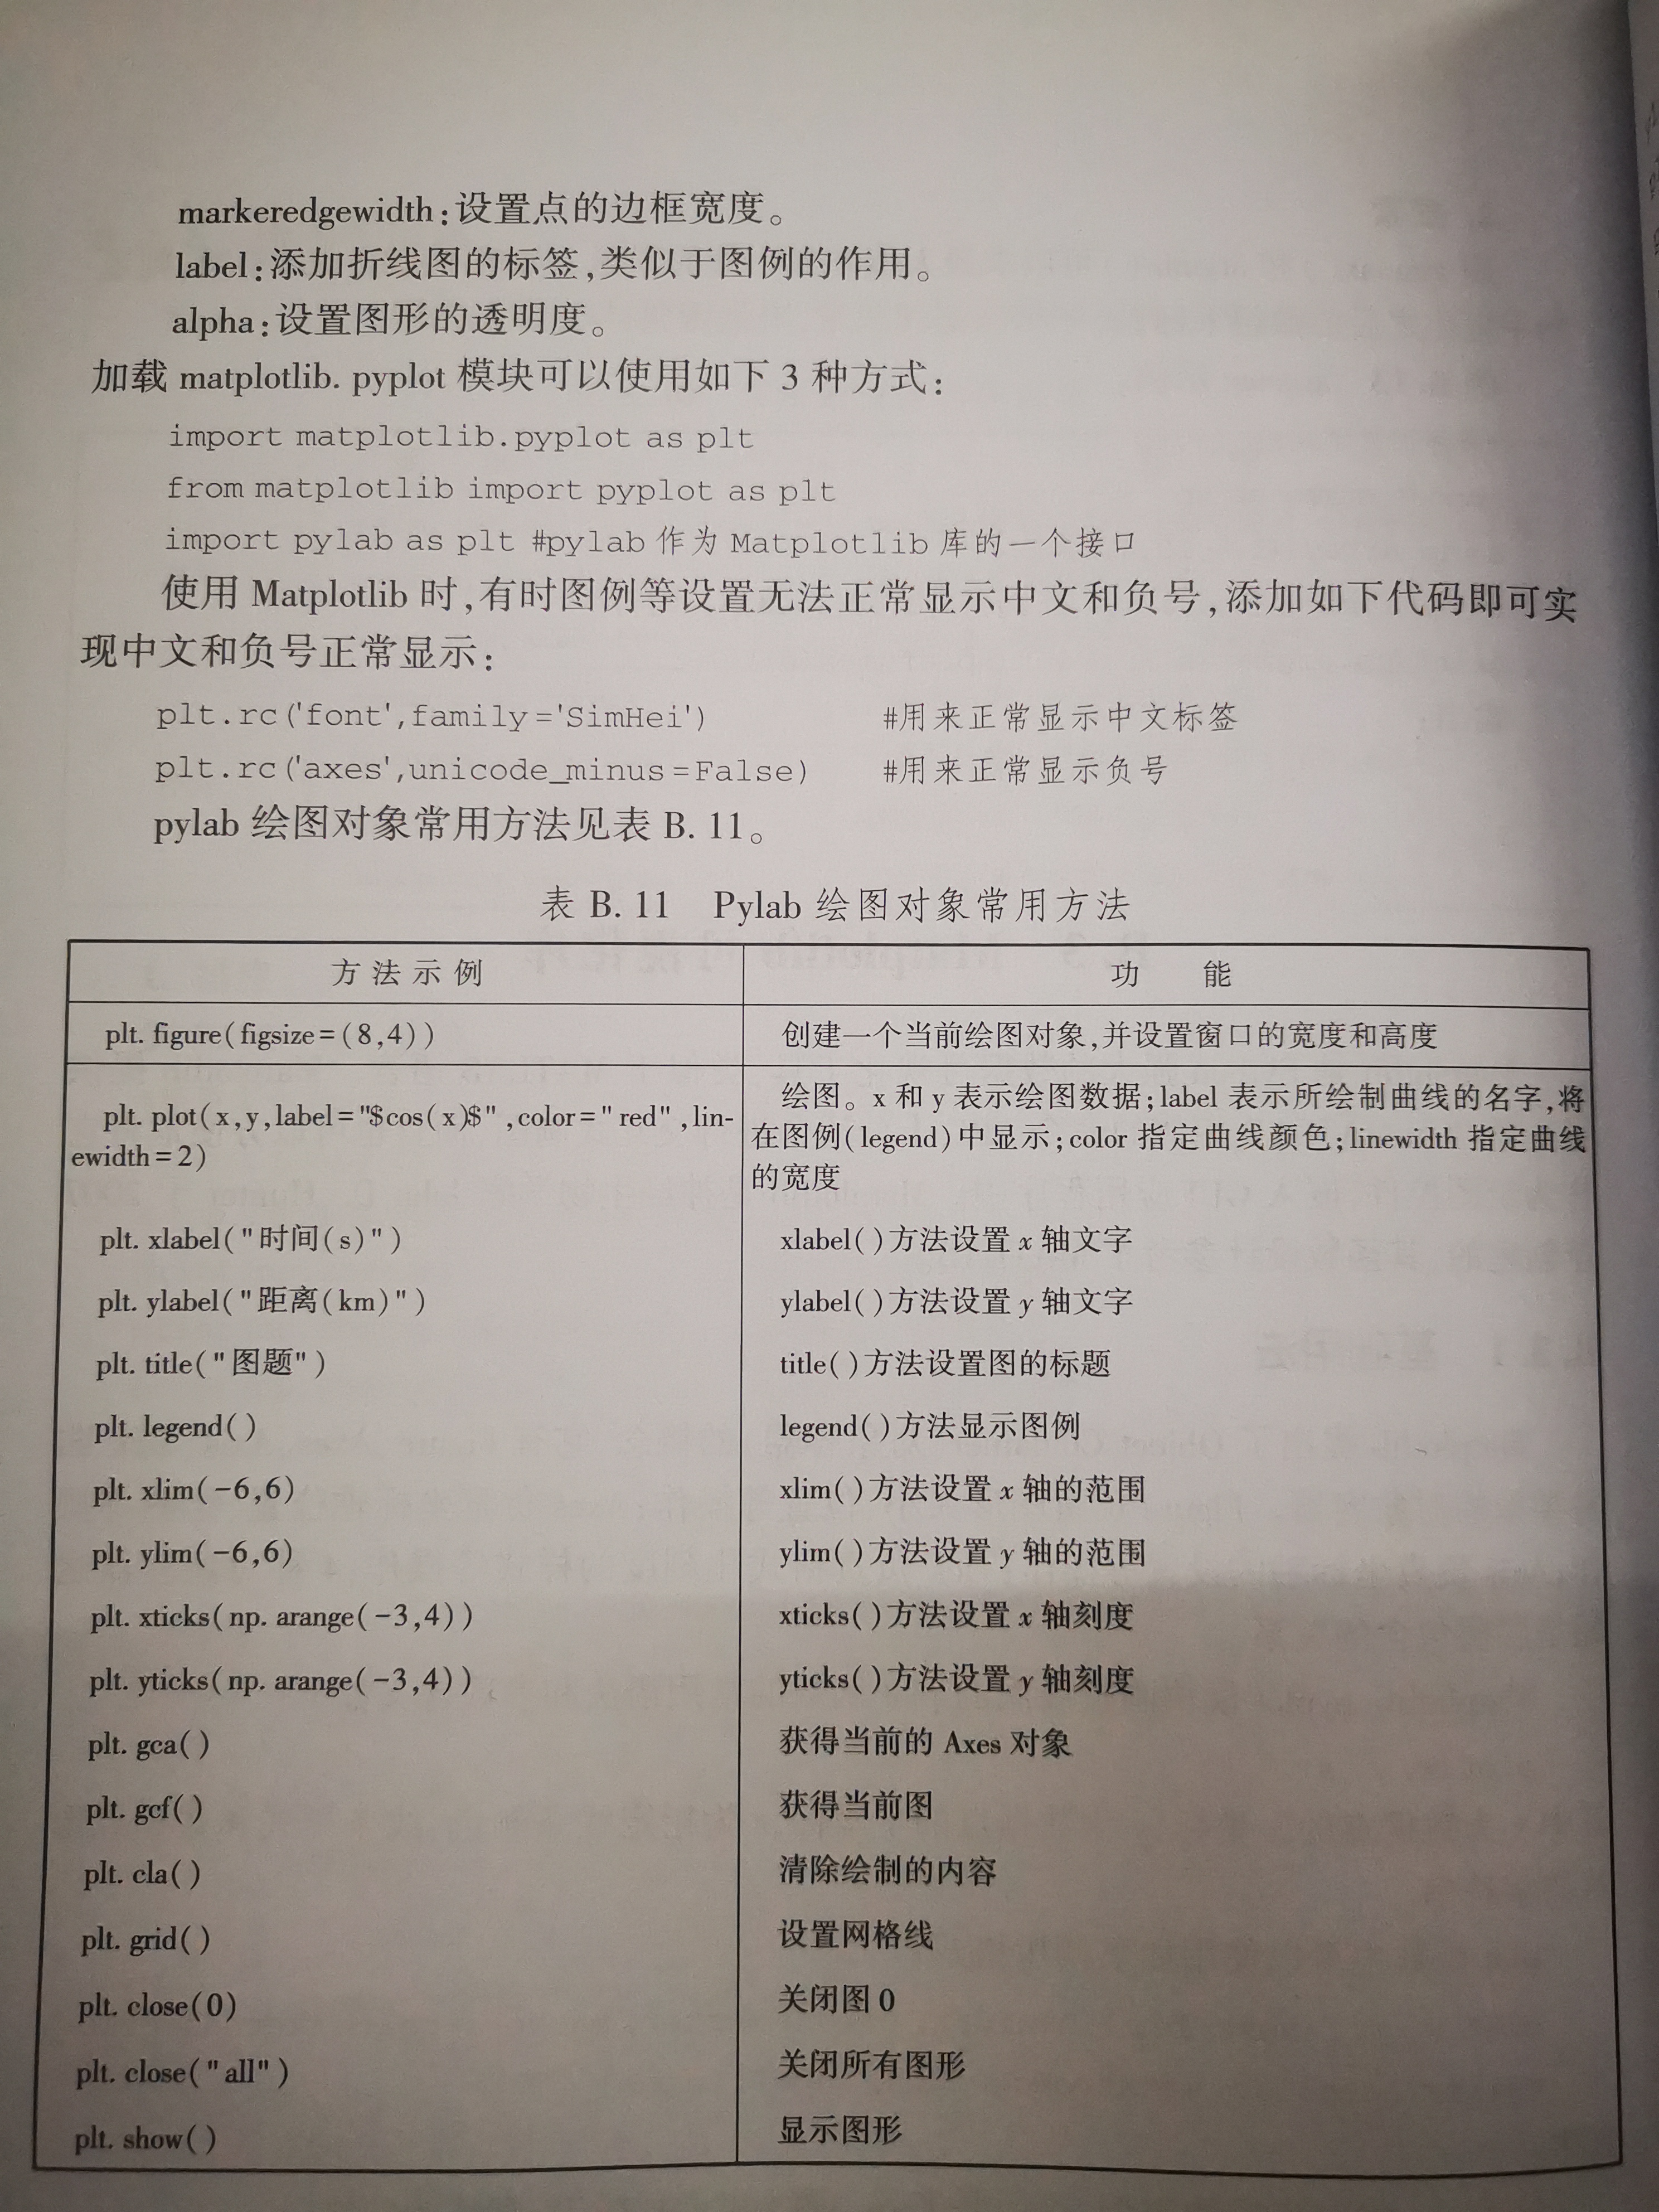 markeredgewidth:设置点的边框宽度。
label:添加折线图的标签,类似于图例的作用。
alpha:设置图形的透明度。
加载 matplotlib. pyplot 模块可以使用如下 3 种方式:
import matplotlib.pyplot as plt
from matplotlib import pyplot as plt
import pylab as plt #pylab 作为 Matplotlib 库的一个接口
使用 Matplotlib 时,有时图例等设置无法正常显示中文和负号,添加如下代码即可实
现中文和负号正常显示:
plt.rc('font',family='SimHei') #用来正常显示中文标签
plt.rc('axes',unicode_minus=False) #用来正常显示负号
pylab 绘图对象常用方法见表 B. 11。
表 B. 11 Pylab 绘图对象常用方法
方法示例 功 能
plt. figure(figsize=(8,4)) 创建一个当前绘图对象,并设置窗口的宽度和高度
plt. plot(x,y,label="$cos(x)$",color="red",lin-
ewidth=2)
绘图。x 和 y 表示绘图数据;label 表示所绘制曲线的名字,将
在图例(legend)中显示;color 指定曲线颜色;linewidth 指定曲线
的宽度
plt. xlabel("时间(s)") xlabel()方法设置 x 轴文字
plt. ylabel("距离(km)") ylabel()方法设置 y 轴文字
plt. title("图题") title()方法设置图的标题
plt. legend() legend()方法显示图例
plt. xlim(-6,6) xlim()方法设置 x 轴的范围
plt. ylim(-6,6) ylim()方法设置 y 轴的范围
plt. xticks(np. arange(-3,4)) xticks()方法设置 x 轴刻度
plt. yticks(np. arange(-3,4)) yticks()方法设置 y 轴刻度
plt. gca() 获得当前的 Axes 对象
plt. gcf() 获得当前图
plt. cla() 清除绘制的内容
plt. grid() 设置网格线
plt. close(0) 关闭图 0
plt. close("all") 关闭所有图形
plt. show() 显示图形